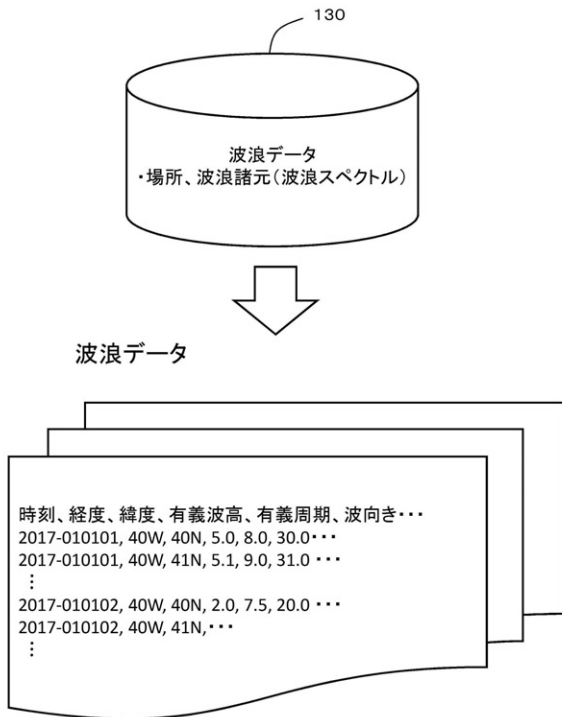 130
波浪データ
・場所、波浪諸元(波浪スペクトル)
波浪データ
時刻、経度、緯度、有義波高、有義周期、波向き・・・
2017-010101, 40W, 40N, 5.0, 8.0, 30.0・・・
2017-010101, 40W, 41N, 5.1, 9.0, 31.0 ・・・
⋮
2017-010102, 40W, 40N, 2.0, 7.5, 20.0 ・・・
2017-010102, 40W, 41N,・・・
⋮